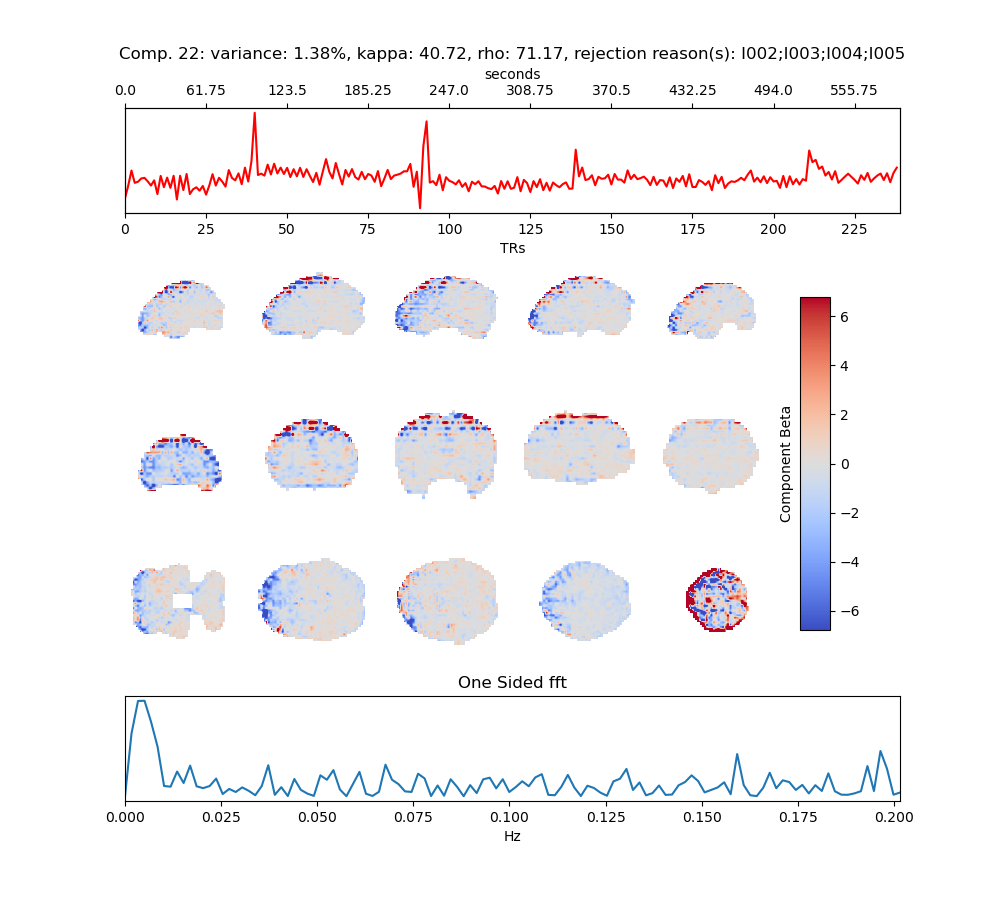 Comp. 22: variance: 1.38%, kappa: 40.72, rho: 71.17, rejection reason(s): I002;I003;I004;I005
seconds
0.0 61.75 123.5 185.25 247.0 308.75 370.5 432.25 494.0 555.75
0 25 50 75 100 125 150 175 200 225
TRs
6
4
2
0
−2
−4
−6
Component Beta
One Sided fft
0.000 0.025 0.050 0.075 0.100 0.125 0.150 0.175 0.200
Hz